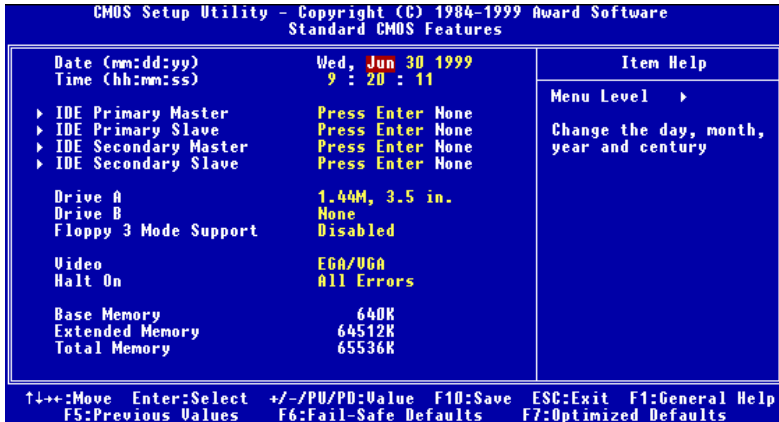 CMOS Setup Utility - Copyright (C) 1984-1999 Award Software
Standard CMOS Features
Date (mm:dd:yy) Wed, Jun 30 1999
Time (hh:mm:ss) 9 : 20 : 11
IDE Primary Master Press Enter None
IDE Primary Slave Press Enter None
IDE Secondary Master Press Enter None
IDE Secondary Slave Press Enter None
Drive A 1.44M, 3.5 in.
Drive B None
Floppy 3 Mode Support Disabled
Video EGA/VGA
Halt On All Errors
Base Memory 640K
Extended Memory 64512K
Total Memory 65536K
Item Help
Menu Level
Change the day, month,
year and century
↑↓→←:Move Enter:Select +/-/PU/PD:Value F10:Save ESC:Exit F1:General Help
F5:Previous Values F6:Fail-Safe Defaults F7:Optimized Defaults